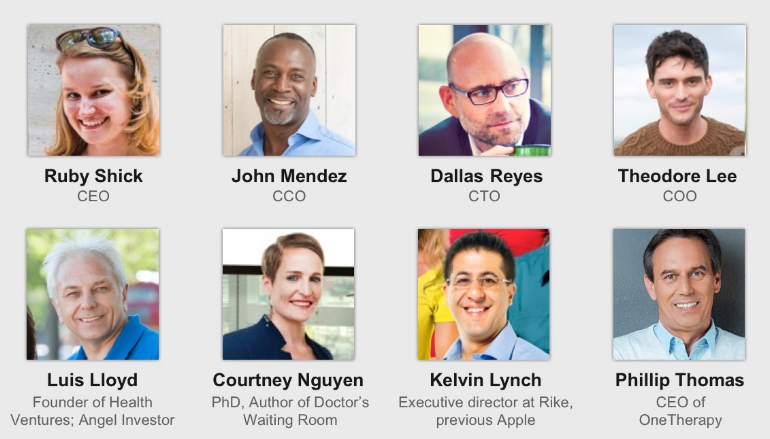 Ruby Shick
CEO
John Mendez
CCO
Dallas Reyes
CTO
Theodore Lee
COO
Luis Lloyd
Founder of Health
Ventures; Angel Investor
Courtney Nguyen
PhD, Author of Doctor's
Waiting Room
Kelvin Lynch
Executive director at Rike,
previous Apple
Phillip Thomas
CEO of
OneTherapy